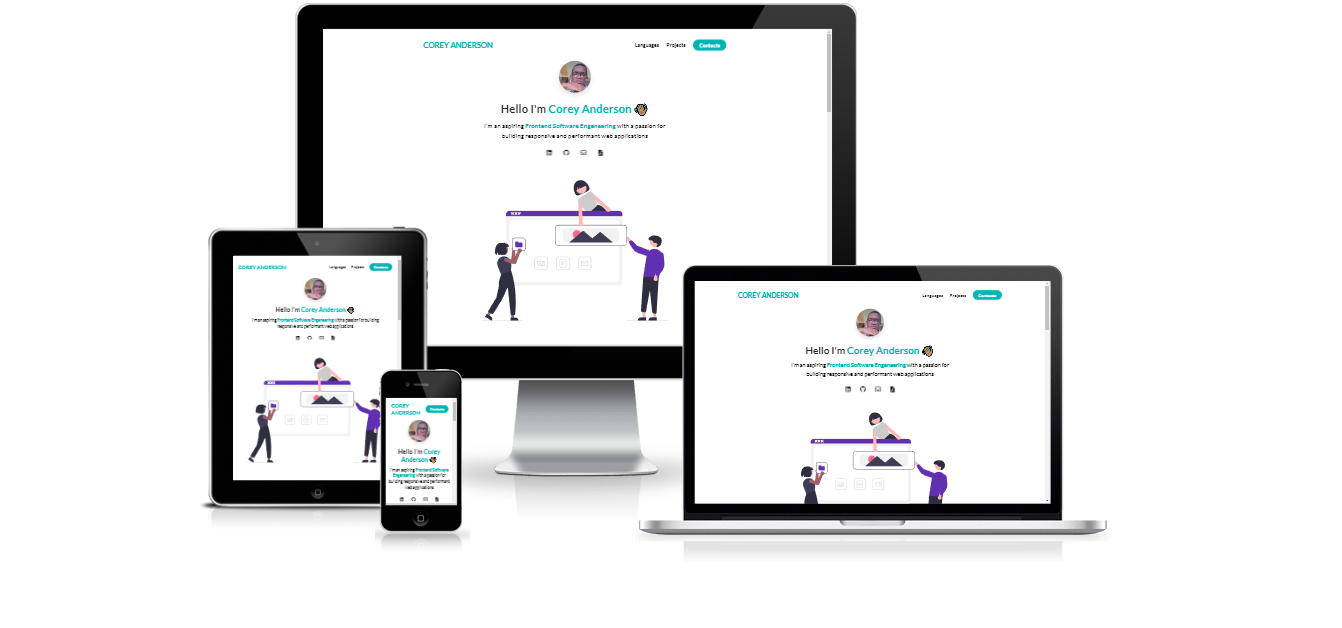 COREY ANDERSON
Languages Projects Contacts
Hello I'm Corey Anderson
I'm an aspiring Frontend Software Engeneering with a passion for
building responsive and performant web applications
COREY ANDERSON
Languages Projects Contacts
Hello I'm Corey Anderson
I'm an aspiring Frontend Software Engeneering with a passion for building
responsive and performant web applications
COREY
ANDERSON
Contacts
Hello I'm Corey
Anderson
I'm an aspiring Frontend Software
Engeneering with a passion for
building responsive and performant
web applications
COREY ANDERSON
Languages Projects Contacts
Hello I'm Corey Anderson
I'm an aspiring Frontend Software Engeneering with a passion for
building responsive and performant web applications